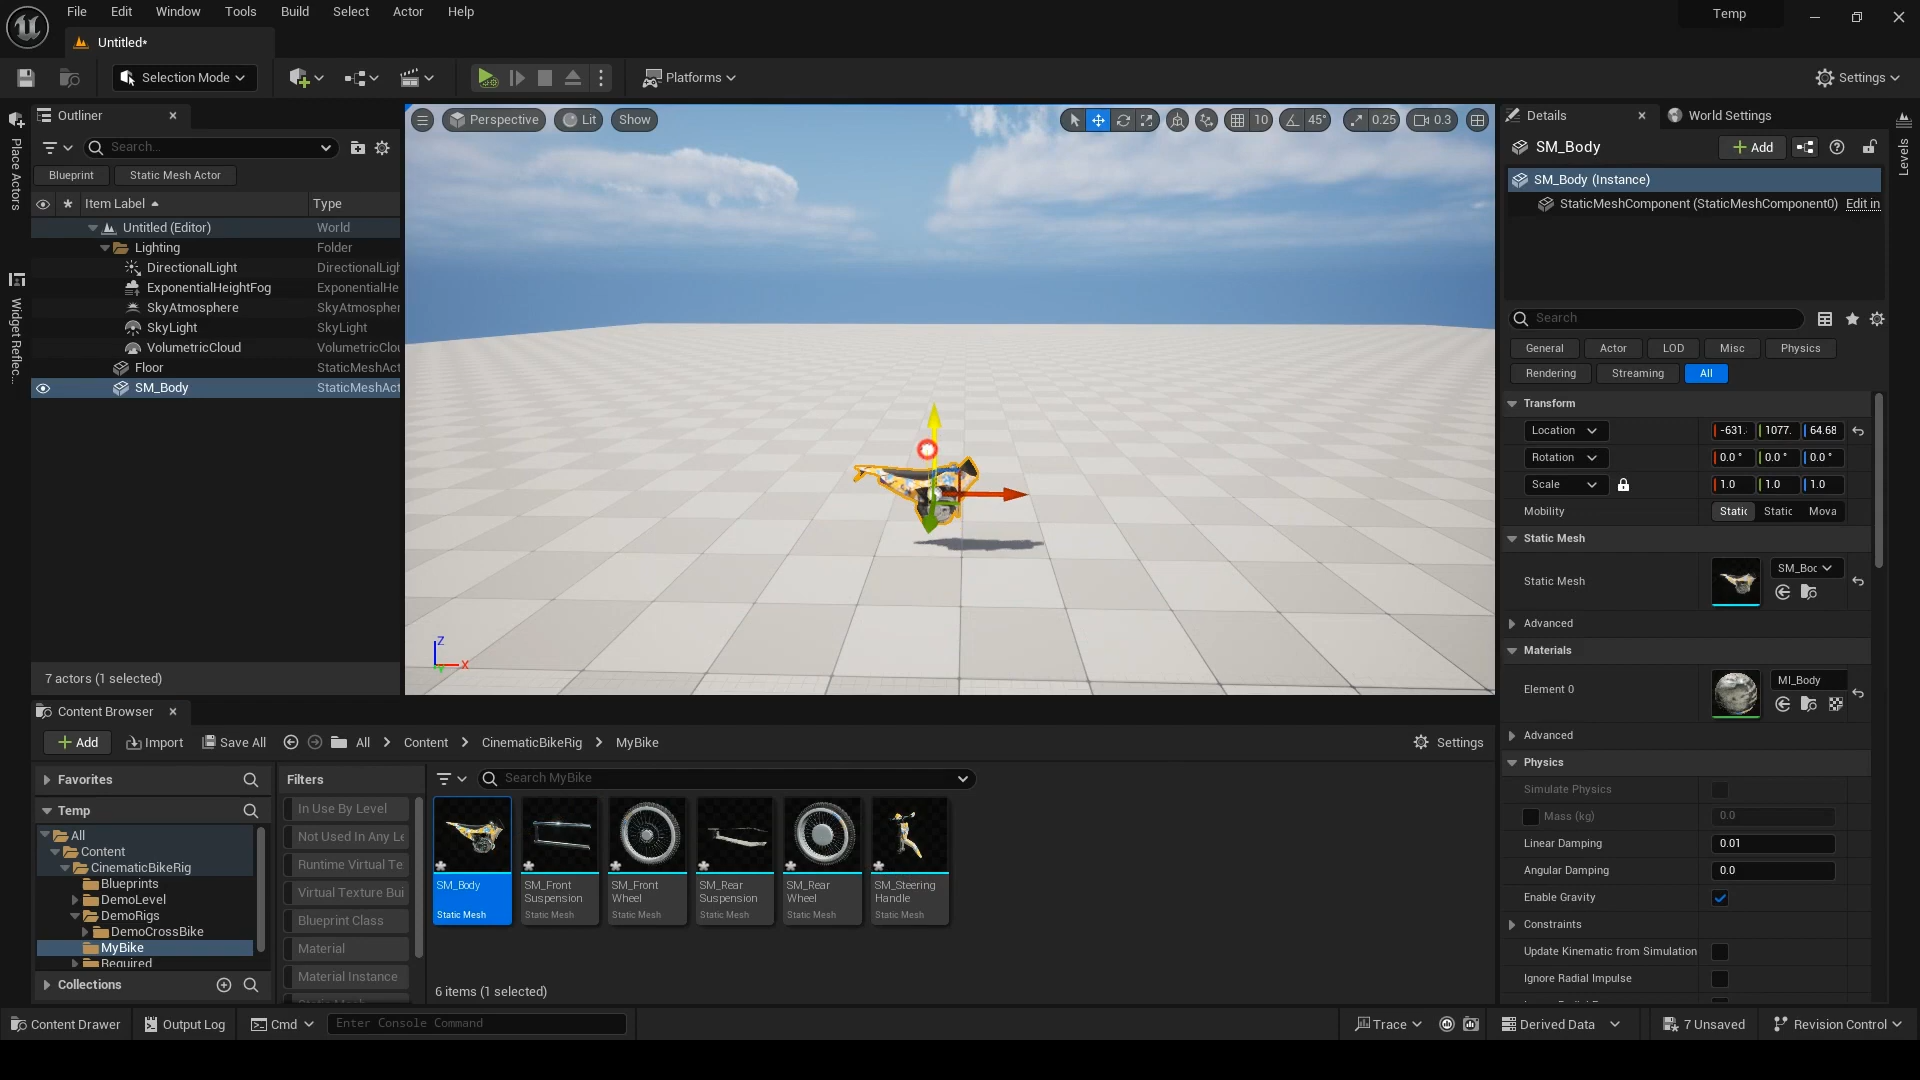 File Edit Window Tools Build Select Actor Help
Temp
Untitled*
Selection Mode
Platforms
Settings
Outliner
Search...
Blueprint Static Mesh Actor
Item Label Type
Untitled (Editor) World
Lighting Folder
DirectionalLight DirectionalLigh
ExponentialHeightFog ExponentialHe
SkyAtmosphere SkyAtmospher
SkyLight SkyLight
VolumetricCloud VolumetricClou
Floor StaticMeshAct
SM_Body StaticMeshAct
7 actors (1 selected)
Place Actors
Widget Reflec...
Perspective Lit Show
10 45° 0.25 0.3
Z
X
Details World Settings
Levels
SM_Body Add
SM_Body (Instance)
StaticMeshComponent (StaticMeshComponent0) Edit in
Search
General Actor LOD Misc Physics
Rendering Streaming All
Transform
Location -631. 1077. 64.68
Rotation 0.0 ° 0.0 ° 0.0 °
Scale 1.0 1.0 1.0
Mobility Static Static Mova
Static Mesh
Static Mesh SM_Boc
Advanced
Materials
Element 0 MI_Body
Advanced
Physics
Simulate Physics
Mass (kg) 0.0
Linear Damping 0.01
Angular Damping 0.0
Enable Gravity
Constraints
Update Kinematic from Simulation
Ignore Radial Impulse
Content Browser
Add Import Save All All Content CinematicBikeRig MyBike Settings
Favorites
Temp
All
Content
CinematicBikeRig
Blueprints
DemoLevel
DemoRigs
DemoCrossBike
MyBike
Required
Collections
Filters
In Use By Level
Not Used In Any Le
Runtime Virtual Te
Virtual Texture Bui
Blueprint Class
Material
Material Instance
Search MyBike
SM_Body
Static Mesh
SM_Front
Suspension
Static Mesh
SM_Front
Wheel
Static Mesh
SM_Rear
Suspension
Static Mesh
SM_Rear
Wheel
Static Mesh
SM_Steering
Handle
Static Mesh
6 items (1 selected)
Content Drawer Output Log Cmd Enter Console Command Trace Derived Data 7 Unsaved Revision Control